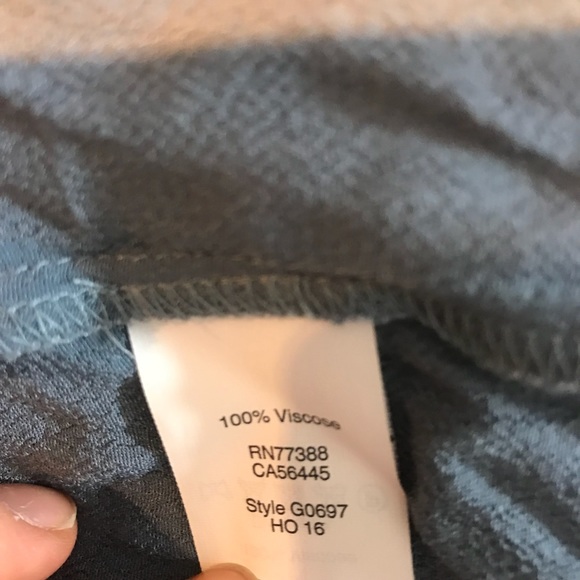 100% Viscose
RN77388
CA56445
Style G0697
HO 16